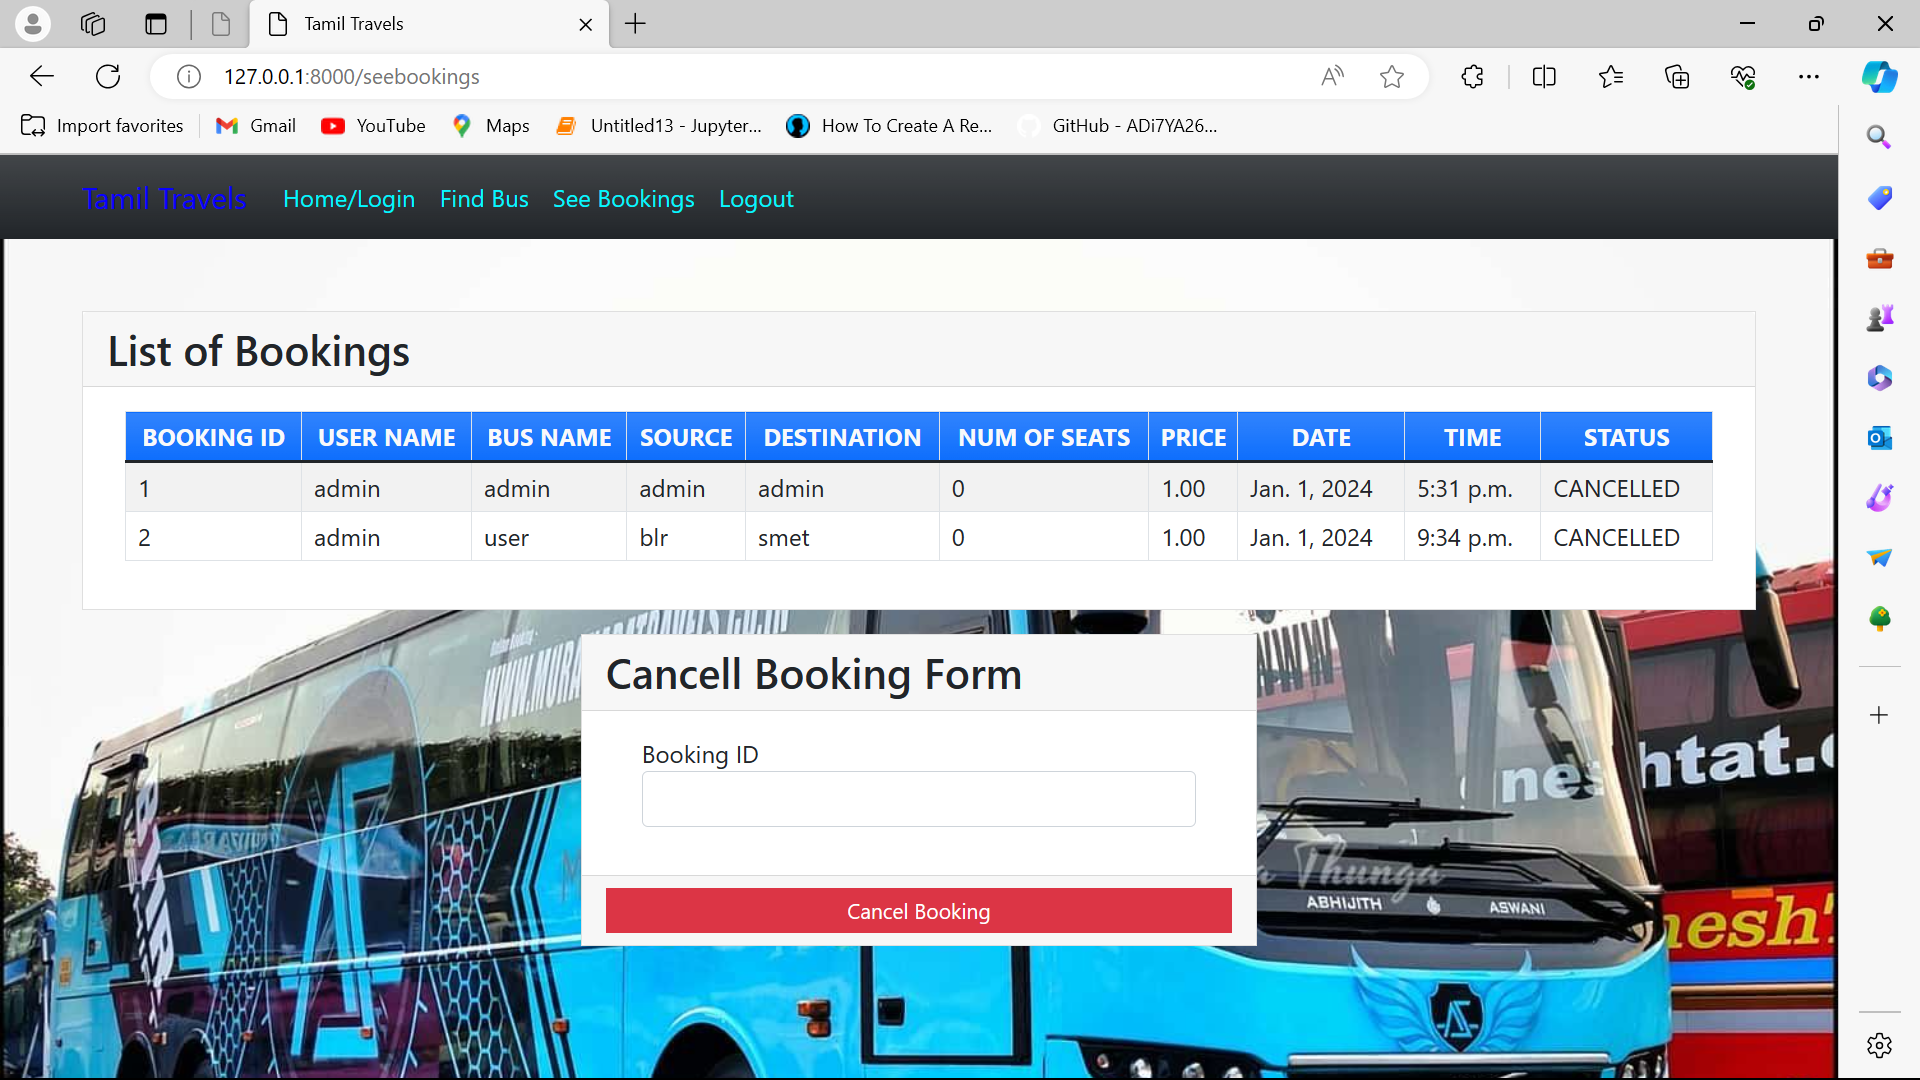 Tamil Travels
127.0.0.1:8000/seebookings
Import favorites Gmail YouTube Maps Untitled13 - Jupyter... How To Create A Re... GitHub - ADi7YA26...
Tamil Travels Home/Login Find Bus See Bookings Logout
List of Bookings
BOOKING ID USER NAME BUS NAME SOURCE DESTINATION NUM OF SEATS PRICE DATE TIME STATUS
1 admin admin admin admin 0 1.00 Jan. 1, 2024 5:31 p.m. CANCELLED
2 admin user blr smet 0 1.00 Jan. 1, 2024 9:34 p.m. CANCELLED
Cancell Booking Form
Booking ID
Cancel Booking
Thunga
ABHIJITH ASWANI